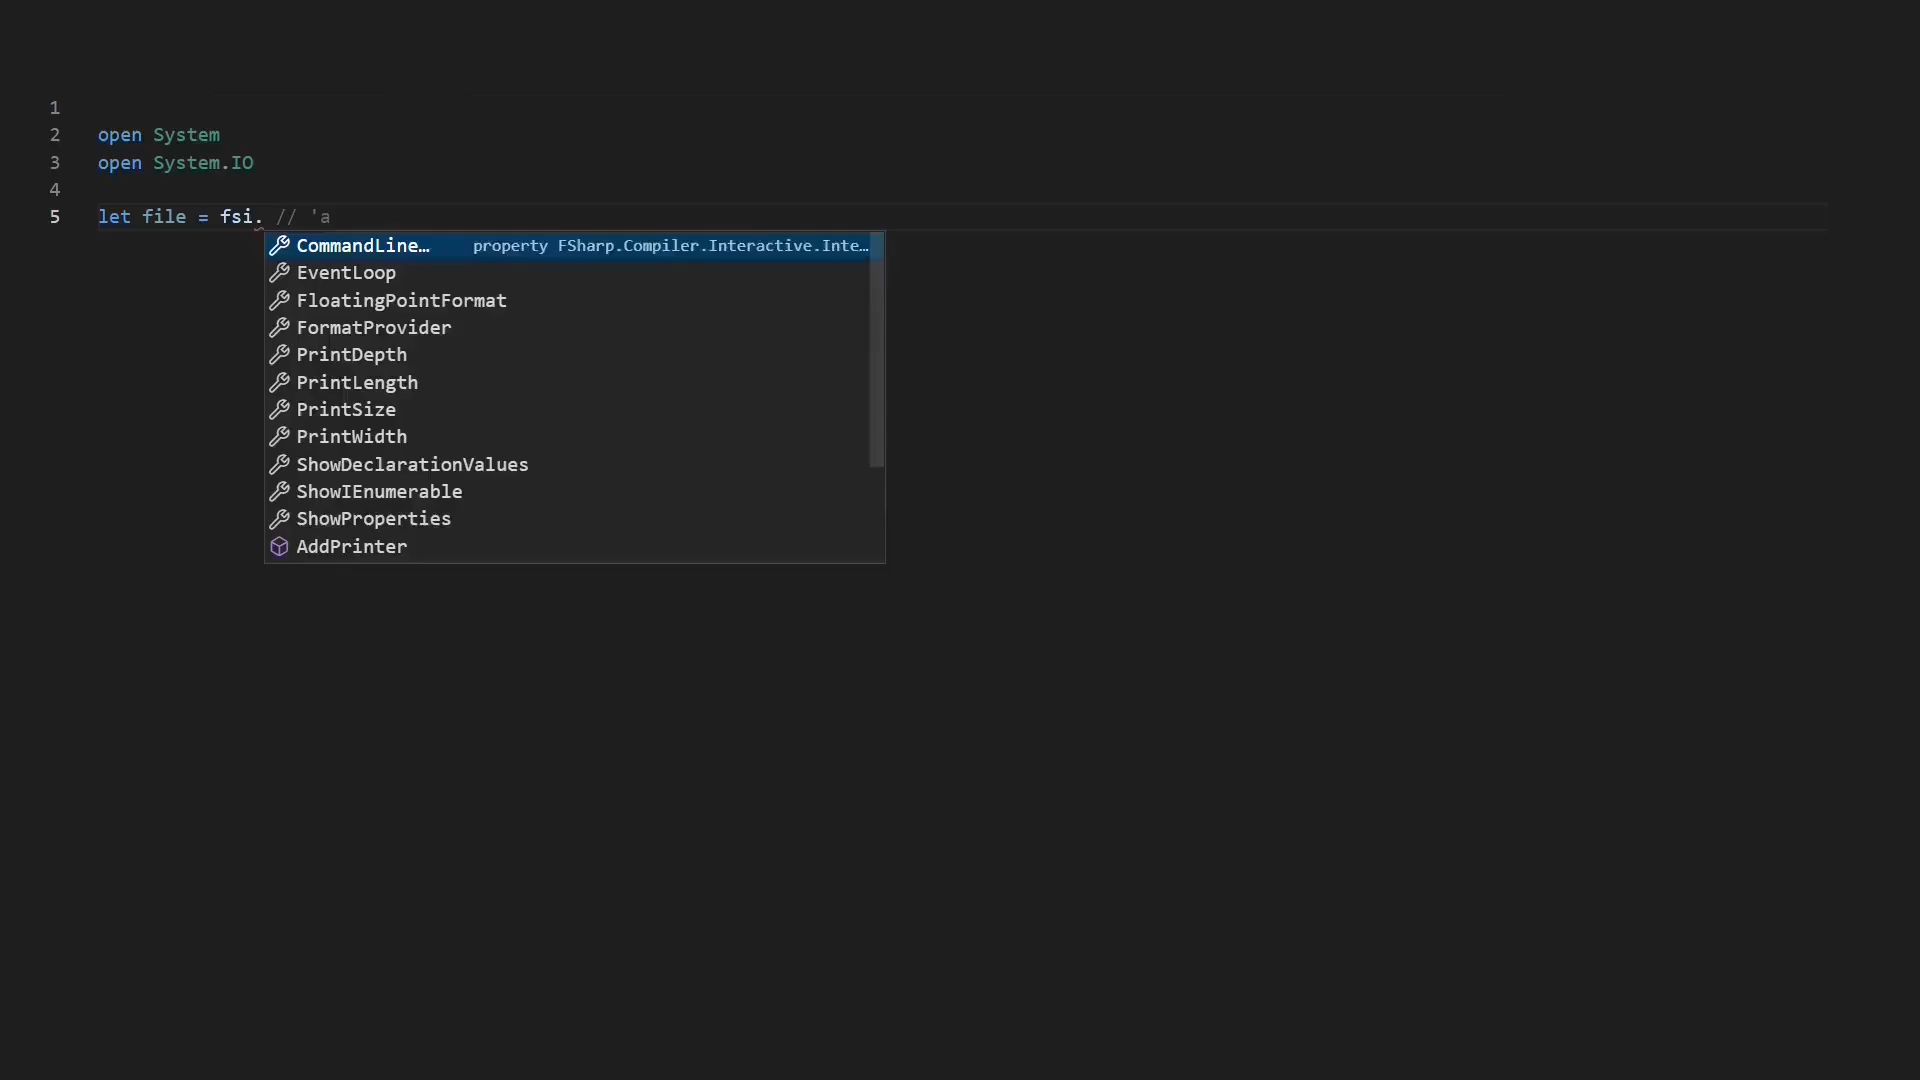 1
2 open System
3 open System.IO
4
5 let file = fsi. // 'a
CommandLine… property FSharp.Compiler.Interactive.Inte…
EventLoop
FloatingPointFormat
FormatProvider
PrintDepth
PrintLength
PrintSize
PrintWidth
ShowDeclarationValues
ShowIEnumerable
ShowProperties
AddPrinter